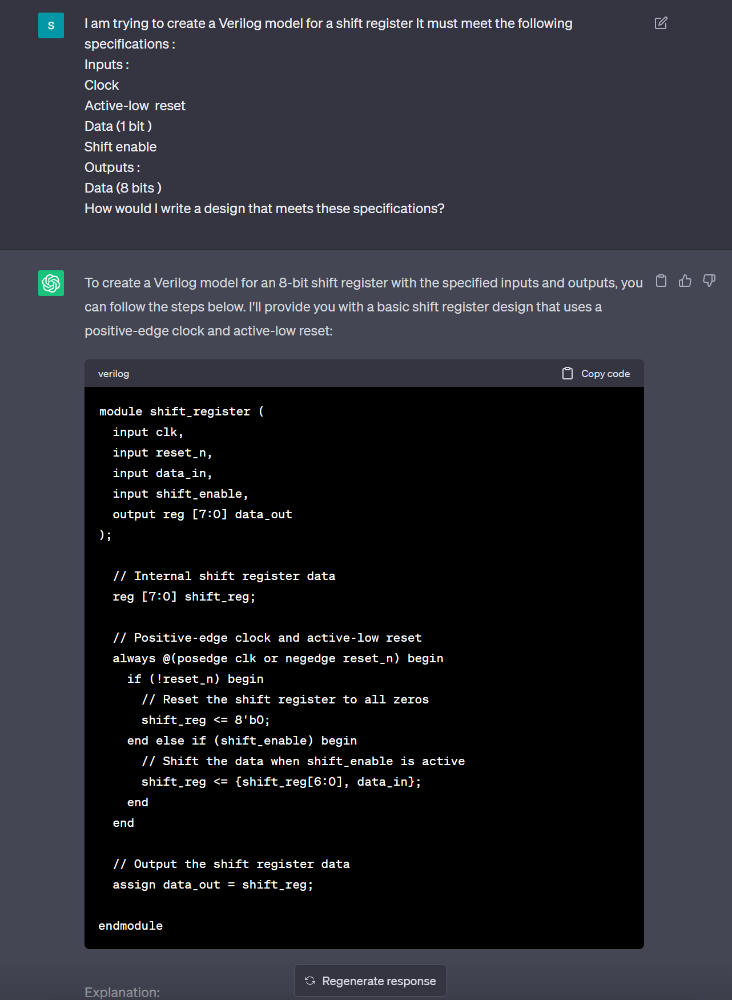 S
I am trying to create a Verilog model for a shift register It must meet the following
specifications :
Inputs :
Clock
Active-low  reset
Data (1 bit )
Shift enable
Outputs :
Data (8 bits )
How would I write a design that meets these specifications?
To create a Verilog model for an 8-bit shift register with the specified inputs and outputs, you
can follow the steps below. I'll provide you with a basic shift register design that uses a
positive-edge clock and active-low reset:
verilog
Copy code
module shift_register (
  input clk,
  input reset_n,
  input data_in,
  input shift_enable,
  output reg [7:0] data_out
);
  // Internal shift register data
  reg [7:0] shift_reg;
  // Positive-edge clock and active-low reset
  always @(posedge clk or negedge reset_n) begin
    if (!reset_n) begin
      // Reset the shift register to all zeros
      shift_reg <= 8'b0;
    end else if (shift_enable) begin
      // Shift the data when shift_enable is active
      shift_reg <= {shift_reg[6:0], data_in};
    end
  end
  // Output the shift register data
  assign data_out = shift_reg;
endmodule
Regenerate response
Explanation: